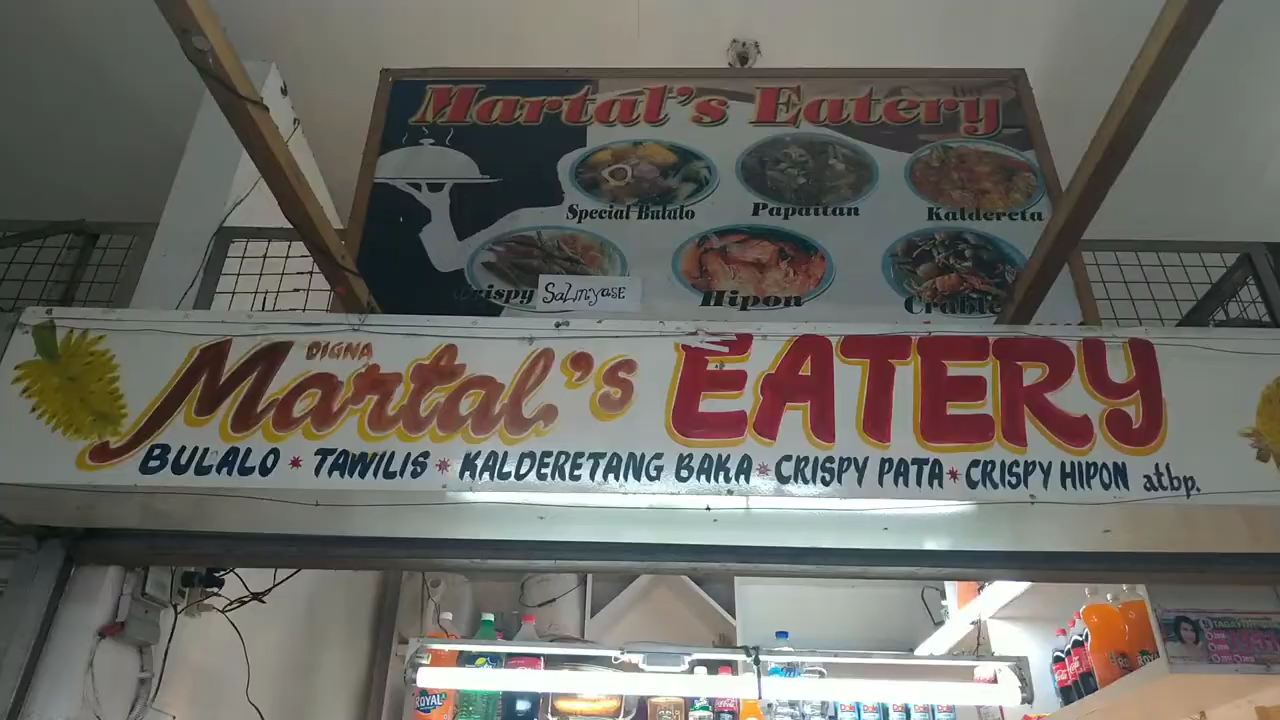 Martal's Eatery
Special Bulalo
Papaitan
Kaldereta
Crispy
SaLmyaSE
Hipon
DIGNA
Martal's EATERY
BULALO * TAWILIS * KALDERETANG BAKA * CRISPY PATA * CRISPY HIPON atbp.
ROYAL